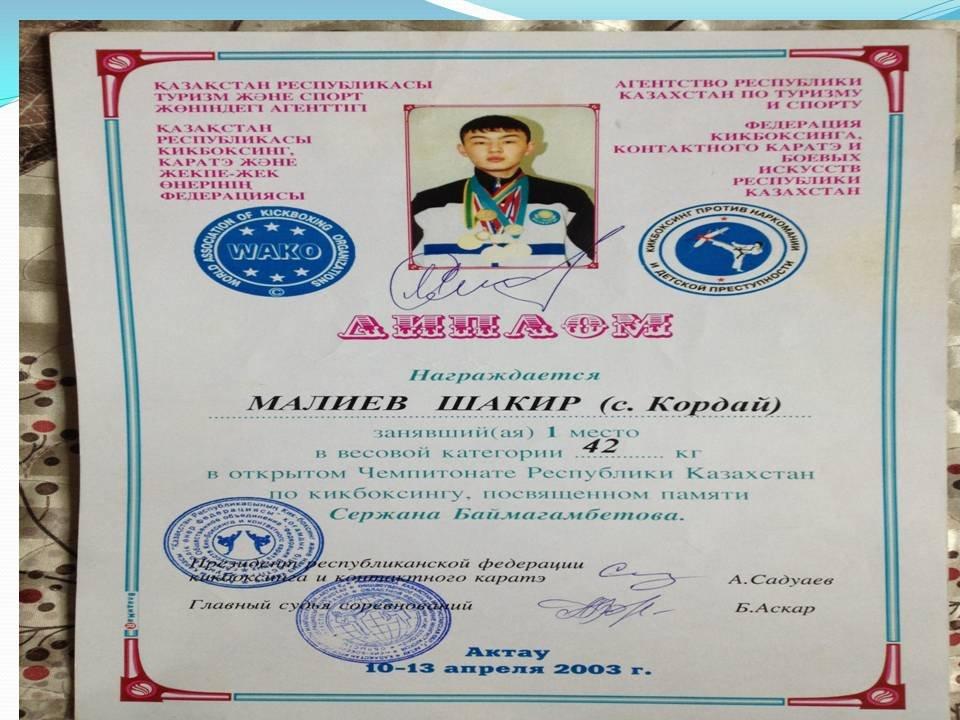 ҚАЗАҚСТАН РЕСПУБЛИКАСЫ
ТУРИЗМ ЖӘНЕ СПОРТ
ЖӨНІНДЕГІ АГЕНТТІГІ
ҚАЗАҚСТАН
РЕСПУБЛИКАСЫ
КИКБОКСИНГ,
КАРАТЭ ЖӘНЕ
ЖЕКПЕ-ЖЕК
ӨНЕРІНІҢ
ФЕДЕРАЦИЯСЫ
АГЕНТСТВО РЕСПУБЛИКИ
КАЗАХСТАН ПО ТУРИЗМУ
И СПОРТУ
ФЕДЕРАЦИЯ
КИКБОКСИНГА,
КОНТАКТНОГО КАРАТЭ И
БОЕВЫХ
ИСКУССТВ
РЕСПУБЛИКИ
КАЗАХСТАН
WORLD ASSOCIATION OF KICKBOXING ORGANIZATIONS
WAKO
©
КИКБОКСИНГ ПРОТИВ НАРКОМАНИИ
И ДЕТСКОЙ ПРЕСТУПНОСТИ
ДИПЛОМ
Награждается
МАЛИЕВ ШАКИР (с. Кордай)
занявший(ая) 1 место
в весовой категории 42 кг
в открытом Чемпитонате Республики Казахстан
по кикбоксингу, посвященном памяти
Сержана Баймагамбетова.
Президент республиканской федерации
кикбоксинга и контактного каратэ А.Садуаев
Главный судья соревнований Б.Аскар
Актау
10-13 апреля 2003 г.